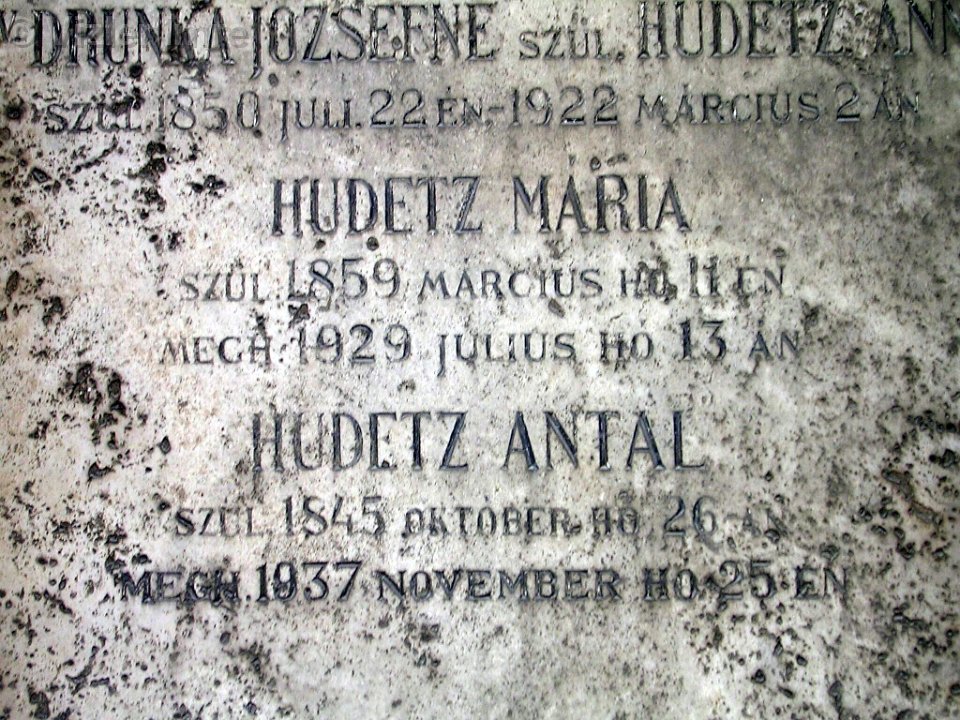 DRUNKA JÓZSEFNÉ SZÜL. HUDETZ ANN
SZÜL. 1850 JULI. 22 ÉN - 1922 MÁRCIUS 2 ÁN
HUDETZ MÁRIA
SZÜL. 1859 MÁRCIUS HÓ 11 ÉN
MEGH. 1929 JÚLIUS HÓ 13 ÁN
HUDETZ ANTAL
SZÜL. 1845 OKTÓBER HÓ 26-ÁN
MEGH. 1937 NOVEMBER HÓ 25 ÉN